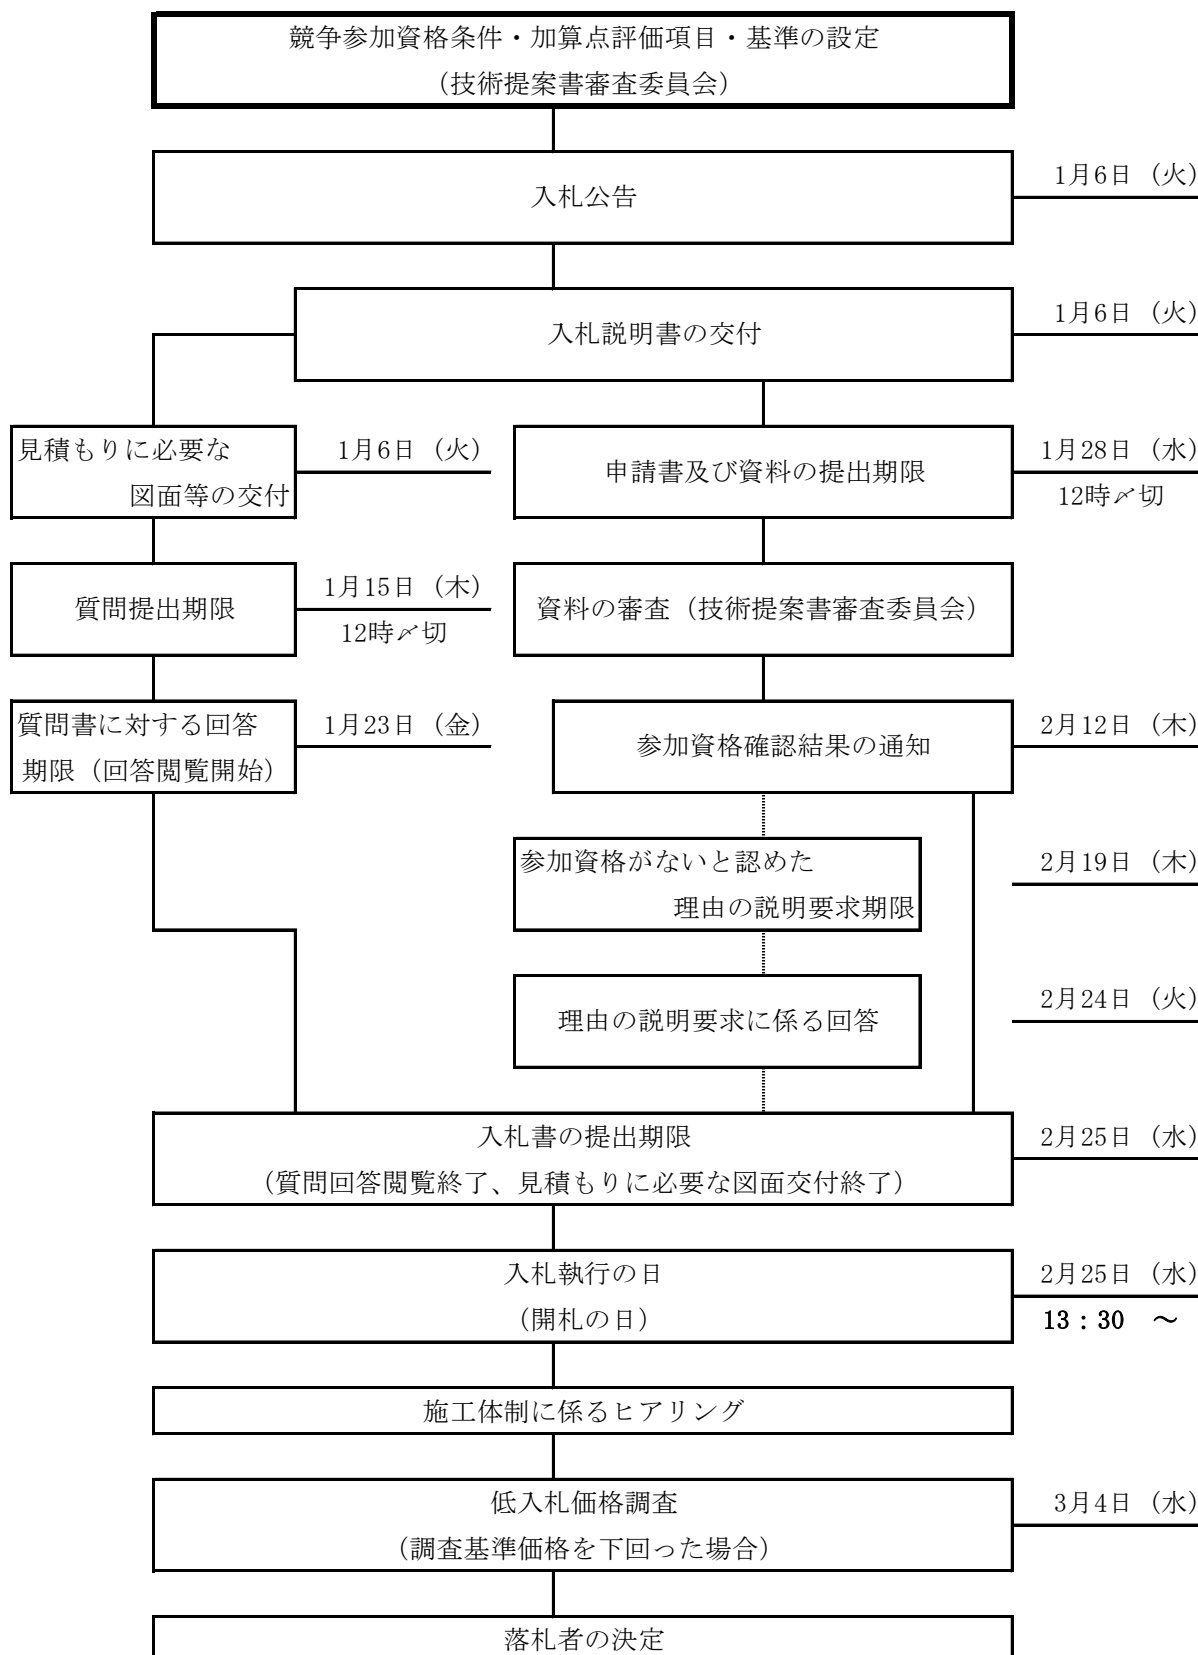 競争参加資格条件・加算点評価項目・基準の設定
（技術提案書審査委員会）
入札公告
1月6日（火）
入札説明書の交付
1月6日（火）
見積もりに必要な
図面等の交付
1月6日（火）
申請書及び資料の提出期限
1月28日（水）
12時〆切
質問提出期限
1月15日（木）
12時〆切
資料の審査（技術提案書審査委員会）
質問書に対する回答
期限（回答閲覧開始）
1月23日（金）
参加資格確認結果の通知
2月12日（木）
参加資格がないと認めた
理由の説明要求期限
2月19日（木）
理由の説明要求に係る回答
2月24日（火）
入札書の提出期限
（質問回答閲覧終了、見積もりに必要な図面交付終了）
2月25日（水）
入札執行の日
（開札の日）
2月25日（水）
13：30　～
施工体制に係るヒアリング
低入札価格調査
（調査基準価格を下回った場合）
3月4日（水）
落札者の決定